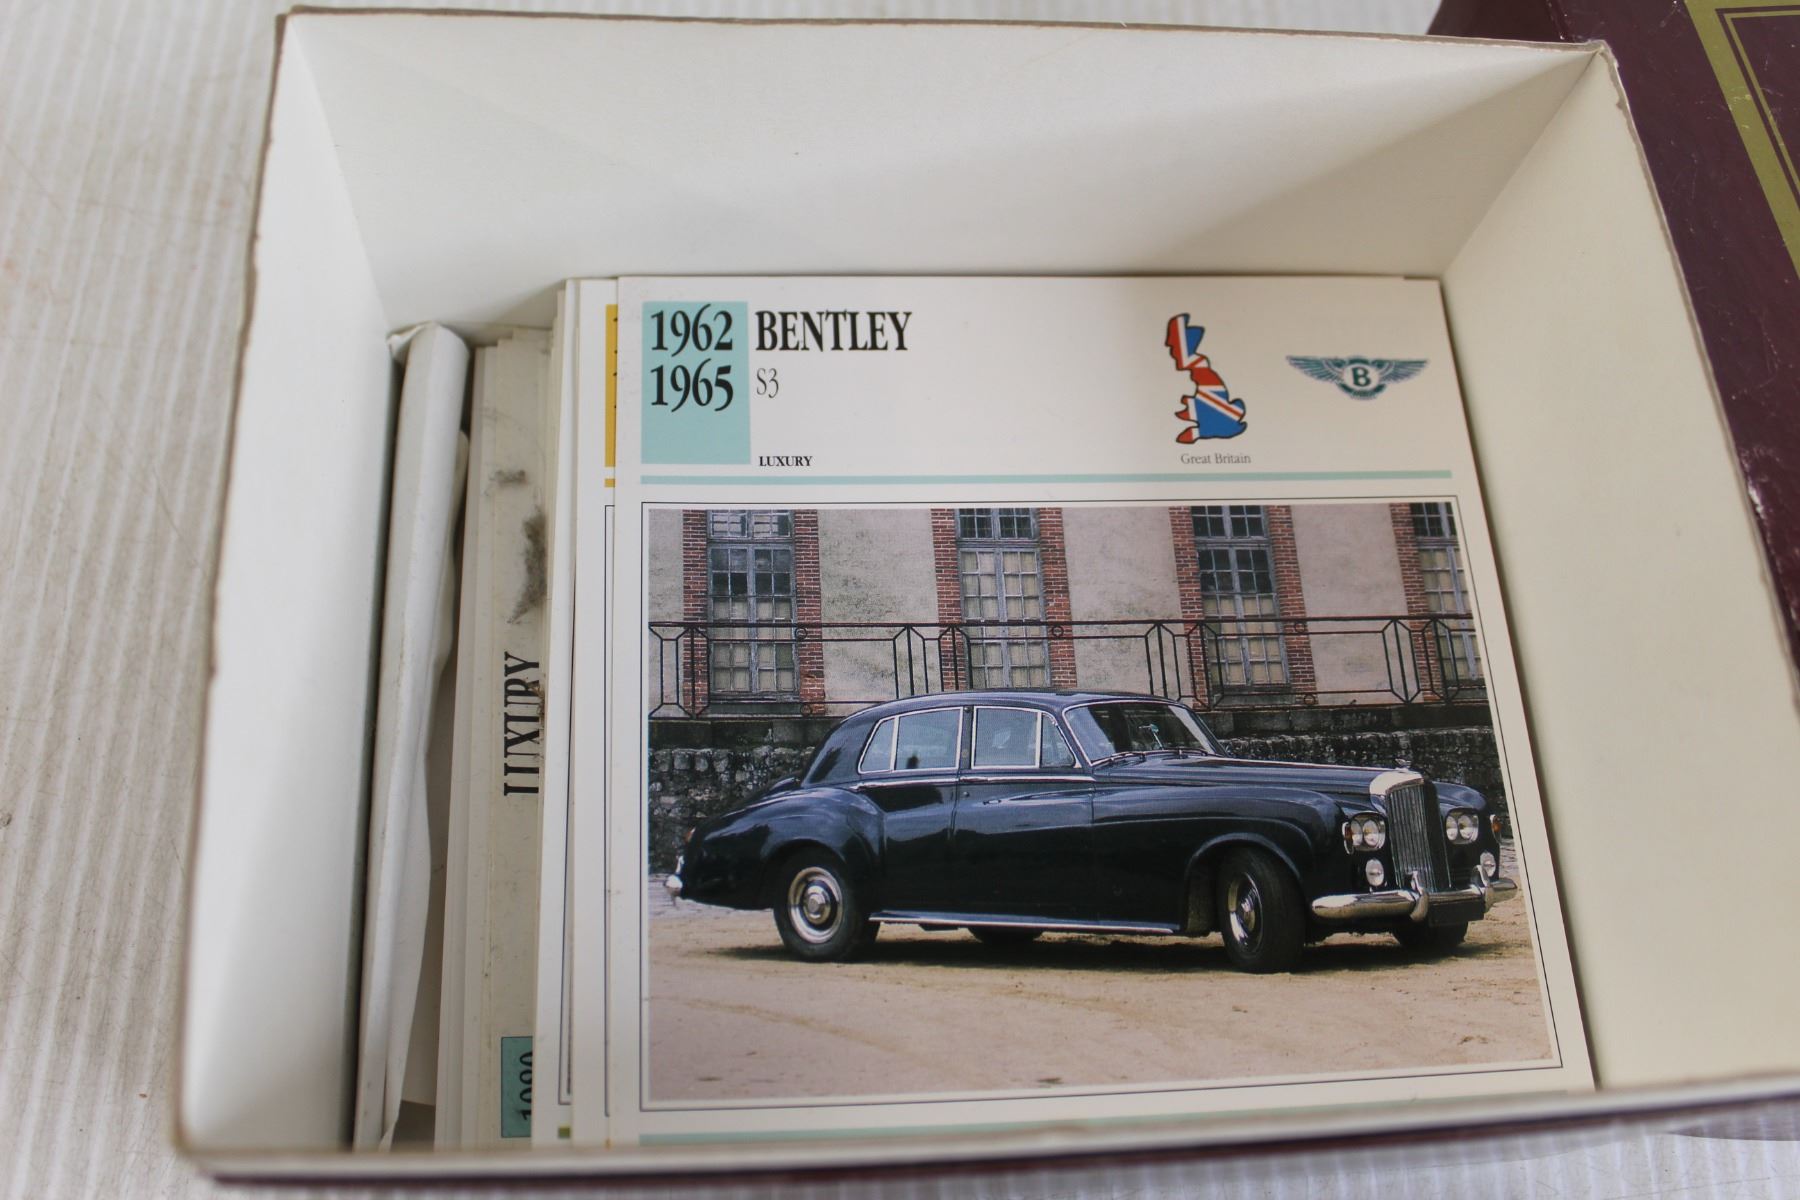 1962
1965
BENTLEY
S3
LUXURY
Great Britain
B
LUXURY